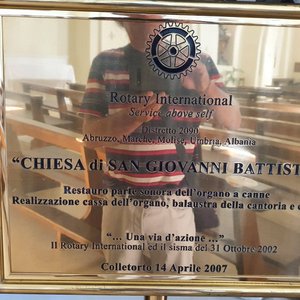 Rotary International
Service above self
Distretto 2090
Abruzzo, Marche, Molise, Umbria, Albania
"CHIESA di SAN GIOVANNI BATTIST
Restauro parte sonora dell'organo a canne
Realizzazione cassa dell'organo, balaustra della cantoria e
"... Una via d'azione ..."
Il Rotary International ed il sisma del 31 Ottobre 2002
Colletorto 14 Aprile 2007